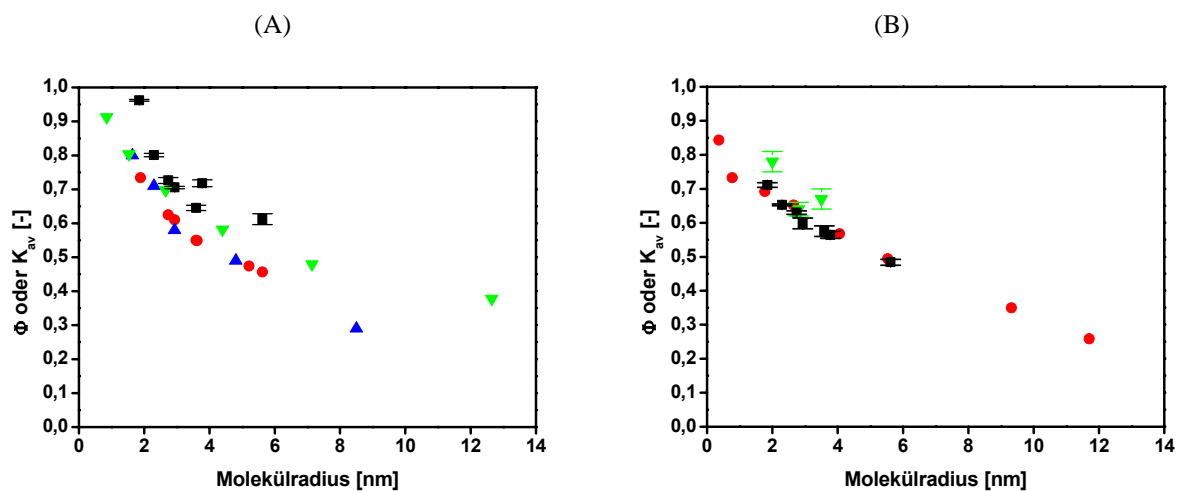 (A)
(B)
Φ oder Kav [-]
1,0
0,9
0,8
0,7
0,6
0,5
0,4
0,3
0,2
0,1
0,0
0 2 4 6 8 10 12 14
Molekülradius [nm]
Φ oder Kav [-]
1,0
0,9
0,8
0,7
0,6
0,5
0,4
0,3
0,2
0,1
0,0
0 2 4 6 8 10 12 14
Molekülradius [nm]